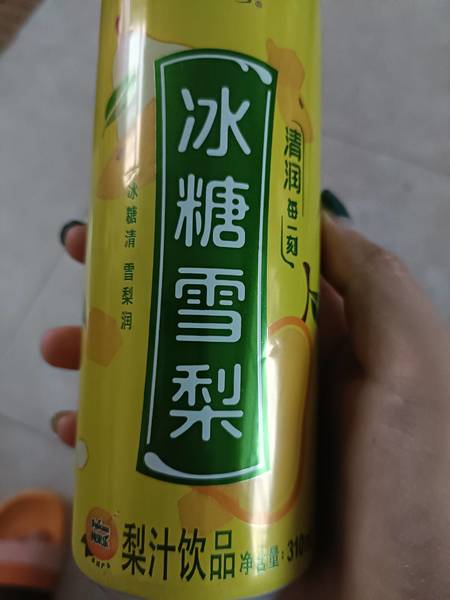 冰糖雪梨
清润每一刻
冰糖清 雪梨润
梨汁饮品 净含量: 310